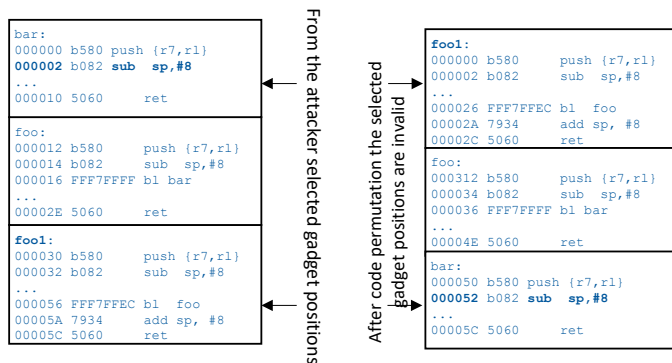 bar:
000000 b580 push {r7,r1}
000002 b082 sub sp,#8
...
000010 5060 ret
foo:
000012 b580 push {r7,r1}
000014 b082 sub sp,#8
000016 FFF7FFFF bl bar
...
00002E 5060 ret
foo1:
000030 b580 push {r7,r1}
000032 b082 sub sp,#8
...
000056 FFF7FFEC bl foo
00005A 7934 add sp, #8
00005C 5060 ret
From the attacker selected gadget positions
After code permutation the selected
gadget positions are invalid
foo1:
000000 b580 push {r7,r1}
000002 b082 sub sp,#8
...
000026 FFF7FFEC bl foo
00002A 7934 add sp, #8
00002C 5060 ret
foo:
000312 b580 push {r7,r1}
000034 b082 sub sp,#8
000036 FFF7FFFF bl bar
...
00004E 5060 ret
bar:
000050 b580 push {r7,r1}
000052 b082 sub sp,#8
...
00005C 5060 ret